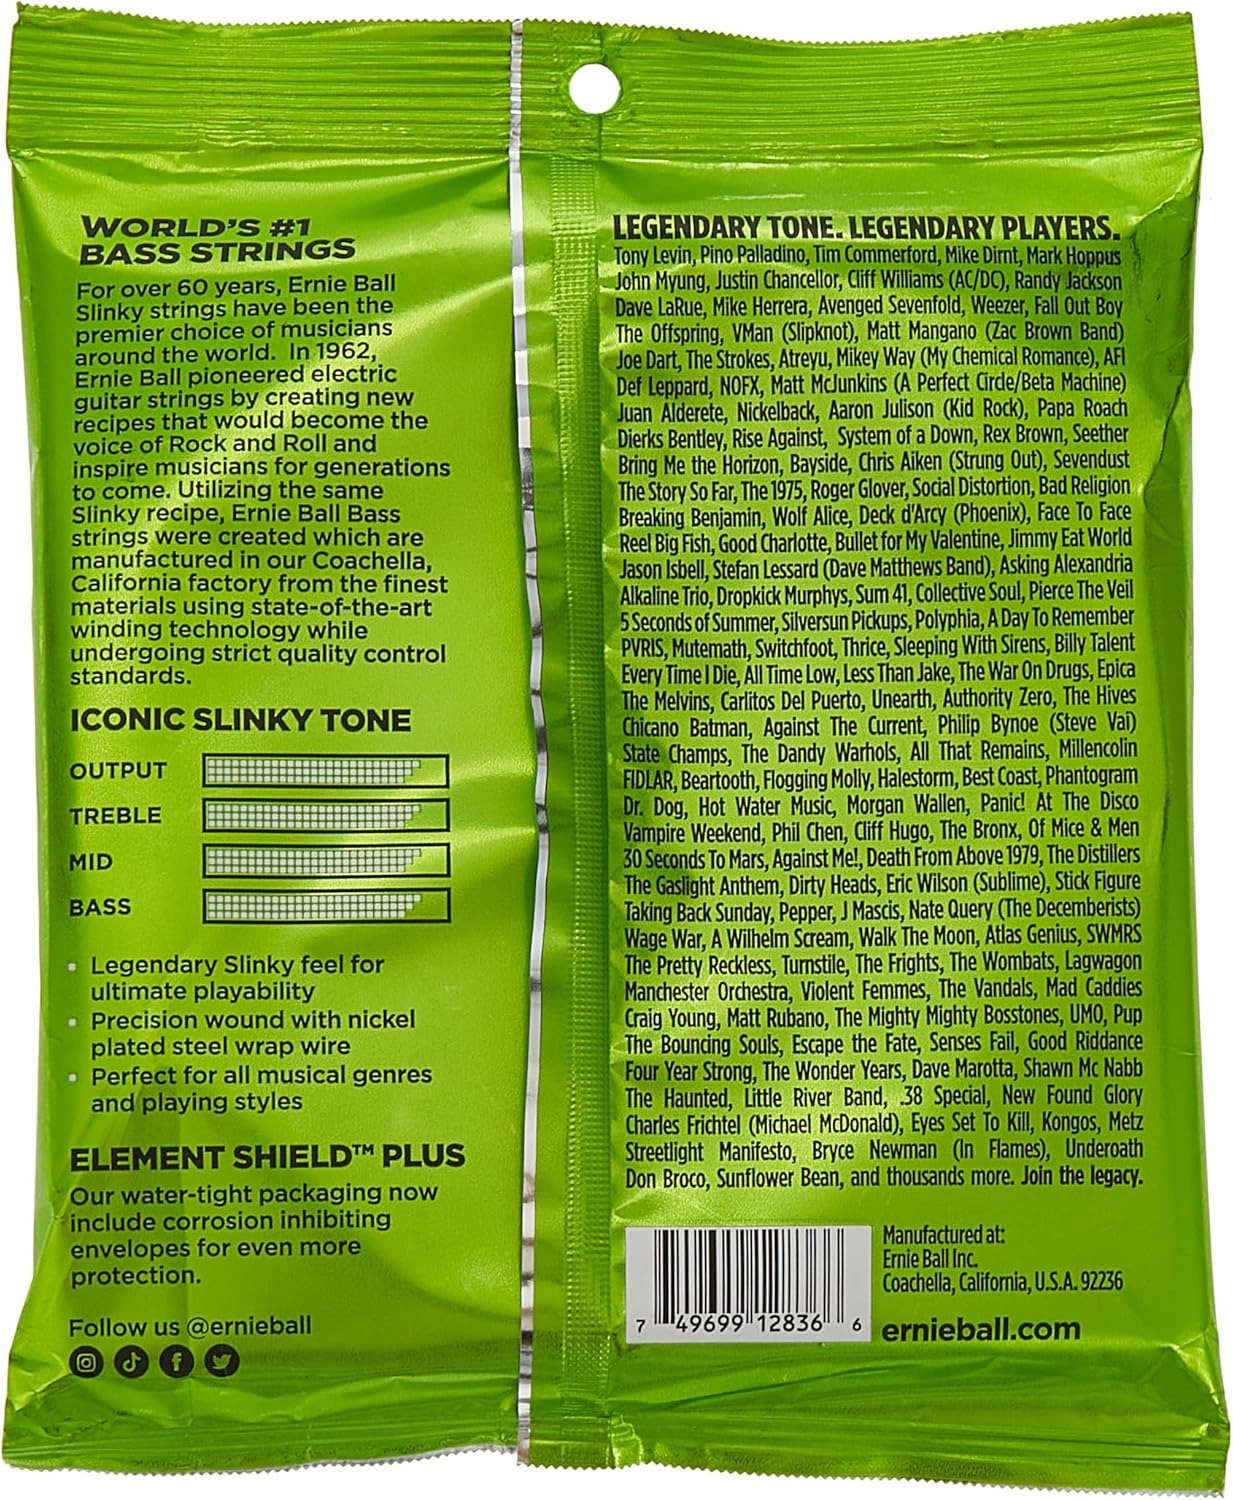 WORLD'S #1
BASS STRINGS
For over 60 years, Ernie Ball
Slinky strings have been the
premier choice of musicians
around the world. In 1962,
Ernie Ball pioneered electric
guitar strings by creating new
recipes that would become the
voice of Rock and Roll and
inspire musicians for generations
to come. Utilizing the same
Slinky recipe, Ernie Ball Bass
strings were created which are
manufactured in our Coachella,
California factory from the finest
materials using state-of-the-art
winding technology while
undergoing strict quality control
standards.
ICONIC SLINKY TONE
OUTPUT
TREBLE
MID
BASS
• Legendary Slinky feel for
ultimate playability
• Precision wound with nickel
plated steel wrap wire
• Perfect for all musical genres
and playing styles
ELEMENT SHIELD™ PLUS
Our water-tight packaging now
include corrosion inhibiting
envelopes for even more
protection.
Follow us @ernieball
LEGENDARY TONE. LEGENDARY PLAYERS.
Tony Levin, Pino Palladino, Tim Commerford, Mike Dirnt, Mark Hoppus
John Myung, Justin Chancellor, Cliff Williams (AC/DC), Randy Jackson
Dave LaRue, Mike Herrera, Avenged Sevenfold, Weezer, Fall Out Boy
The Offspring, VMan (Slipknot), Matt Mangano (Zac Brown Band)
Joe Dart, The Strokes, Atreyu, Mikey Way (My Chemical Romance), AFI
Def Leppard, NOFX, Matt McJunkins (A Perfect Circle/Beta Machine)
Juan Alderete, Nickelback, Aaron Julison (Kid Rock), Papa Roach
Dierks Bentley, Rise Against, System of a Down, Rex Brown, Seether
Bring Me the Horizon, Bayside, Chris Aiken (Strung Out), Sevendust
The Story So Far, The 1975, Roger Glover, Social Distortion, Bad Religion
Breaking Benjamin, Wolf Alice, Deck d'Arcy (Phoenix), Face To Face
Reel Big Fish, Good Charlotte, Bullet for My Valentine, Jimmy Eat World
Jason Isbell, Stefan Lessard (Dave Matthews Band), Asking Alexandria
Alkaline Trio, Dropkick Murphys, Sum 41, Collective Soul, Pierce The Veil
5 Seconds of Summer, Silversun Pickups, Polyphia, A Day To Remember
PVRIS, Mutemath, Switchfoot, Thrice, Sleeping With Sirens, Billy Talent
Every Time I Die, All Time Low, Less Than Jake, The War On Drugs, Epica
The Melvins, Carlitos Del Puerto, Unearth, Authority Zero, The Hives
Chicano Batman, Against The Current, Philip Bynoe (Steve Vai)
State Champs, The Dandy Warhols, All That Remains, Millencolin
FIDLAR, Beartooth, Flogging Molly, Halestorm, Best Coast, Phantogram
Dr. Dog, Hot Water Music, Morgan Wallen, Panic! At The Disco
Vampire Weekend, Phil Chen, Cliff Hugo, The Bronx, Of Mice & Men
30 Seconds To Mars, Against Me!, Death From Above 1979, The Distillers
The Gaslight Anthem, Dirty Heads, Eric Wilson (Sublime), Stick Figure
Taking Back Sunday, Pepper, J Mascis, Nate Query (The Decemberists)
Wage War, A Wilhelm Scream, Walk The Moon, Atlas Genius, SWMRS
The Pretty Reckless, Turnstile, The Frights, The Wombats, Lagwagon
Manchester Orchestra, Violent Femmes, The Vandals, Mad Caddies
Craig Young, Matt Rubano, The Mighty Mighty Bosstones, UMO, Pup
The Bouncing Souls, Escape the Fate, Senses Fail, Good Riddance
Four Year Strong, The Wonder Years, Dave Marotta, Shawn Mc Nabb
The Haunted, Little River Band, .38 Special, New Found Glory
Charles Frichtel (Michael McDonald), Eyes Set To Kill, Kongos, Metz
Streetlight Manifesto, Bryce Newman (In Flames), Underoath
Don Broco, Sunflower Bean, and thousands more. Join the legacy.
7 49699 12836 6
Manufactured at:
Ernie Ball Inc.
Coachella, California, U.S.A. 92236
ernieball.com